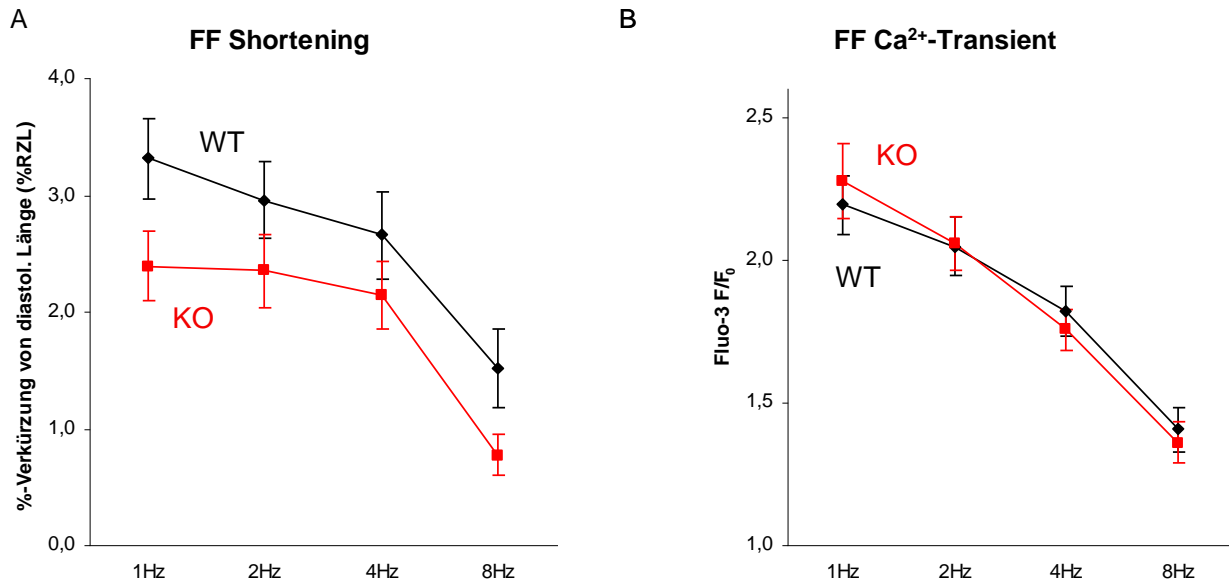 A
FF Shortening
%-Verkürzung von diastol. Länge (%RZL)
4,0
3,0
2,0
1,0
0,0
WT
KO
1Hz 2Hz 4Hz 8Hz
B
FF Ca²⁺-Transient
Fluo-3 F/F₀
2,5
2,0
1,5
1,0
KO
WT
1Hz 2Hz 4Hz 8Hz